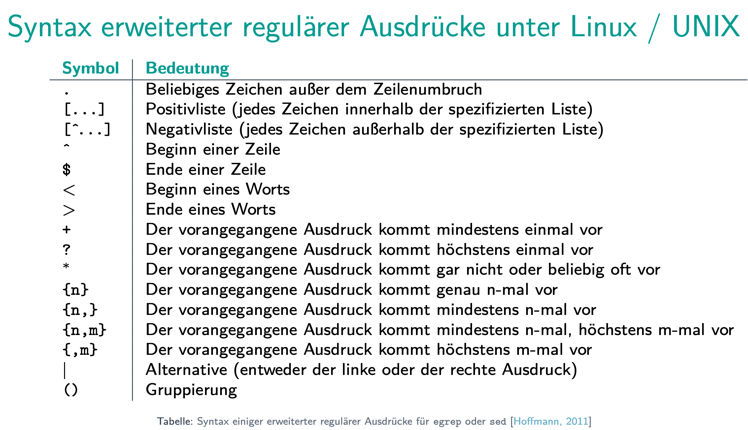 Syntax erweiterter regulärer Ausdrücke unter Linux / UNIX
Symbol Bedeutung
. Beliebiges Zeichen außer dem Zeilenumbruch
[...] Positivliste (jedes Zeichen innerhalb der spezifizierten Liste)
[^...] Negativliste (jedes Zeichen außerhalb der spezifizierten Liste)
^ Beginn einer Zeile
$ Ende einer Zeile
< Beginn eines Worts
> Ende eines Worts
+ Der vorangegangene Ausdruck kommt mindestens einmal vor
? Der vorangegangene Ausdruck kommt höchstens einmal vor
* Der vorangegangene Ausdruck kommt gar nicht oder beliebig oft vor
{n} Der vorangegangene Ausdruck kommt genau n-mal vor
{n,} Der vorangegangene Ausdruck kommt mindestens n-mal vor
{n,m} Der vorangegangene Ausdruck kommt mindestens n-mal, höchstens m-mal vor
{,m} Der vorangegangene Ausdruck kommt höchstens m-mal vor
| Alternative (entweder der linke oder der rechte Ausdruck)
() Gruppierung
Tabelle: Syntax einiger erweiterter regulärer Ausdrücke für egrep oder sed [Hoffmann, 2011]